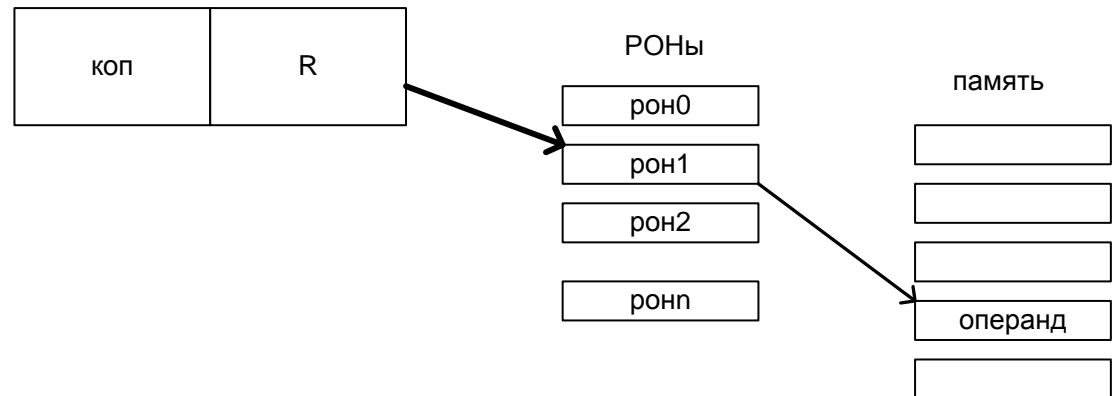 коп
R
РОНы
рон0
рон1
рон2
ронn
память
операнд